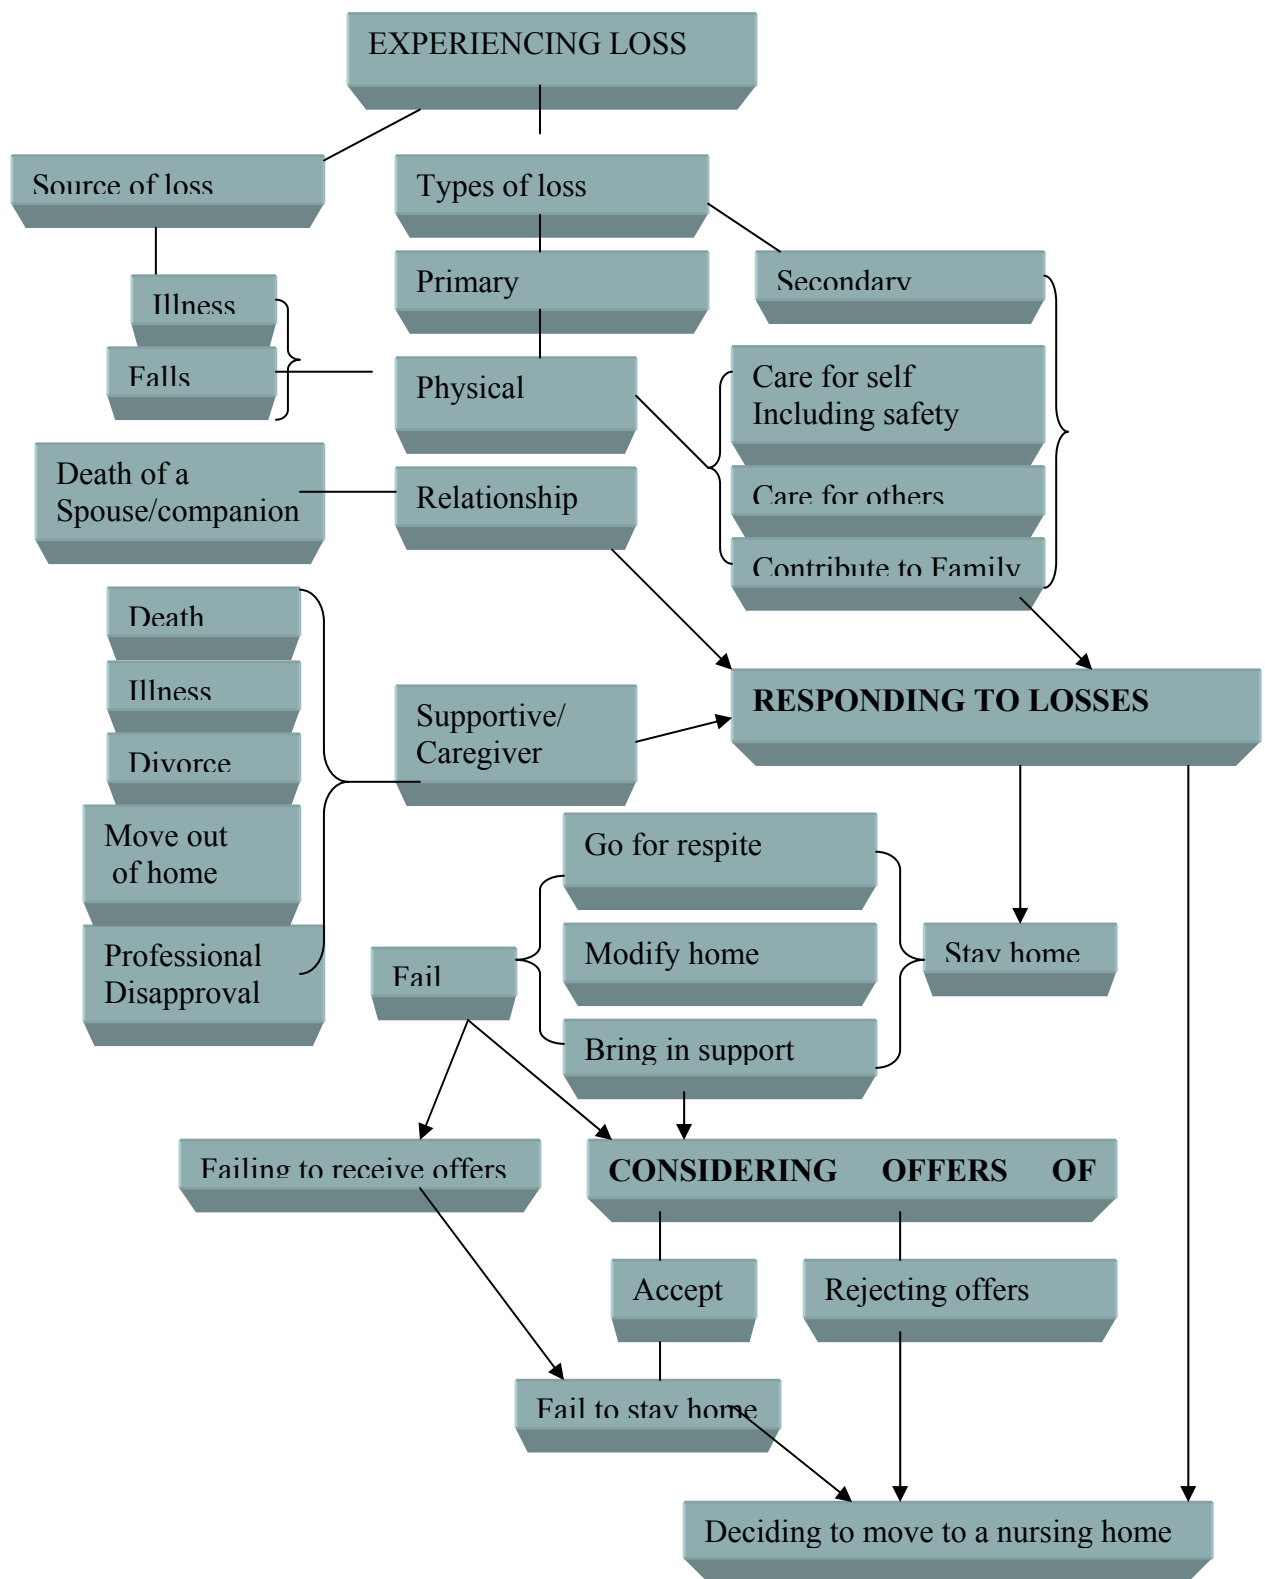 EXPERIENCING LOSS
Source of loss
Types of loss
Illness
Primary
Secondary
Falls
Physical
Care for self
Including safety
Death of a
Spouse/companion
Relationship
Care for others
Contribute to Family
Death
Illness
Divorce
Move out
of home
Professional
Disapproval
Supportive/
Caregiver
RESPONDING TO LOSSES
Go for respite
Modify home
Bring in support
Fail
Stay home
Failing to receive offers
CONSIDERING OFFERS OF
Accept
Rejecting offers
Fail to stay home
Deciding to move to a nursing home